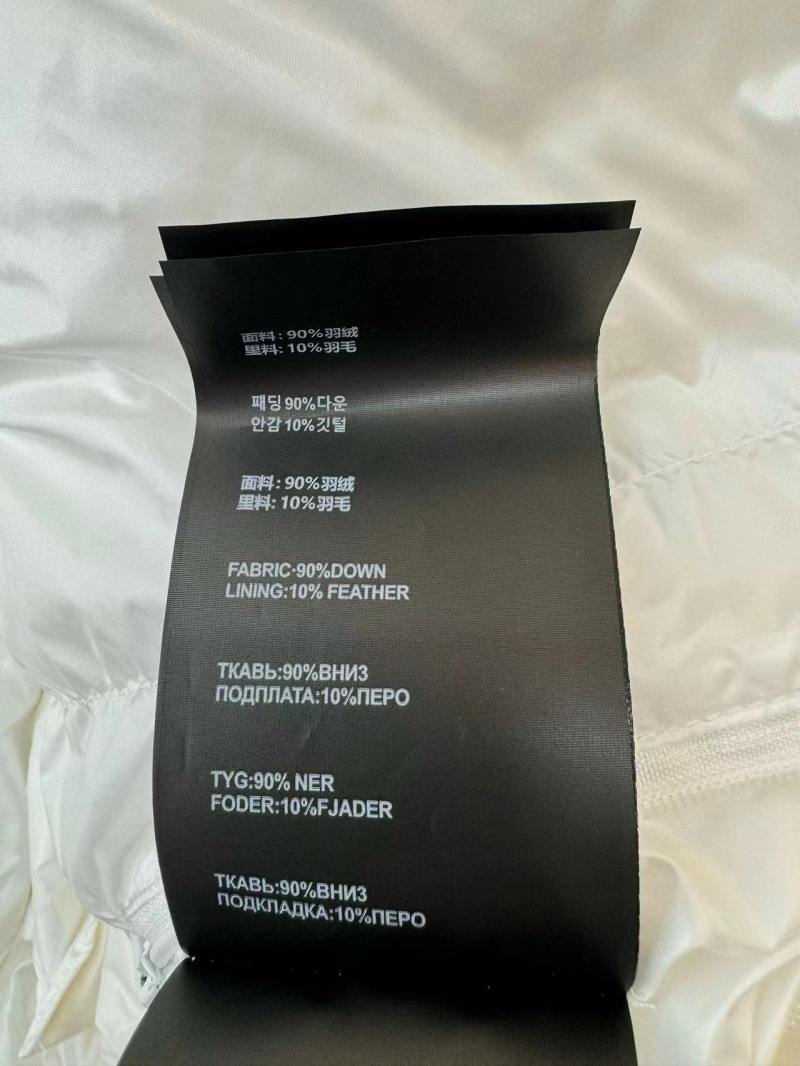 面料: 90%羽绒
里料: 10%羽毛
패딩 90%다운
안감 10%깃털
面料: 90%羽绒
里料: 10%羽毛
FABRIC·90%DOWN
LINING:10% FEATHER
ТКАВЬ:90%ВНИЗ
ПОДПЛАТА:10%ПЕРО
TYG:90% NER
FODER:10%FJADER
ТКАВЬ:90%ВНИЗ
ПОДКЛАДКА:10%ПЕРО